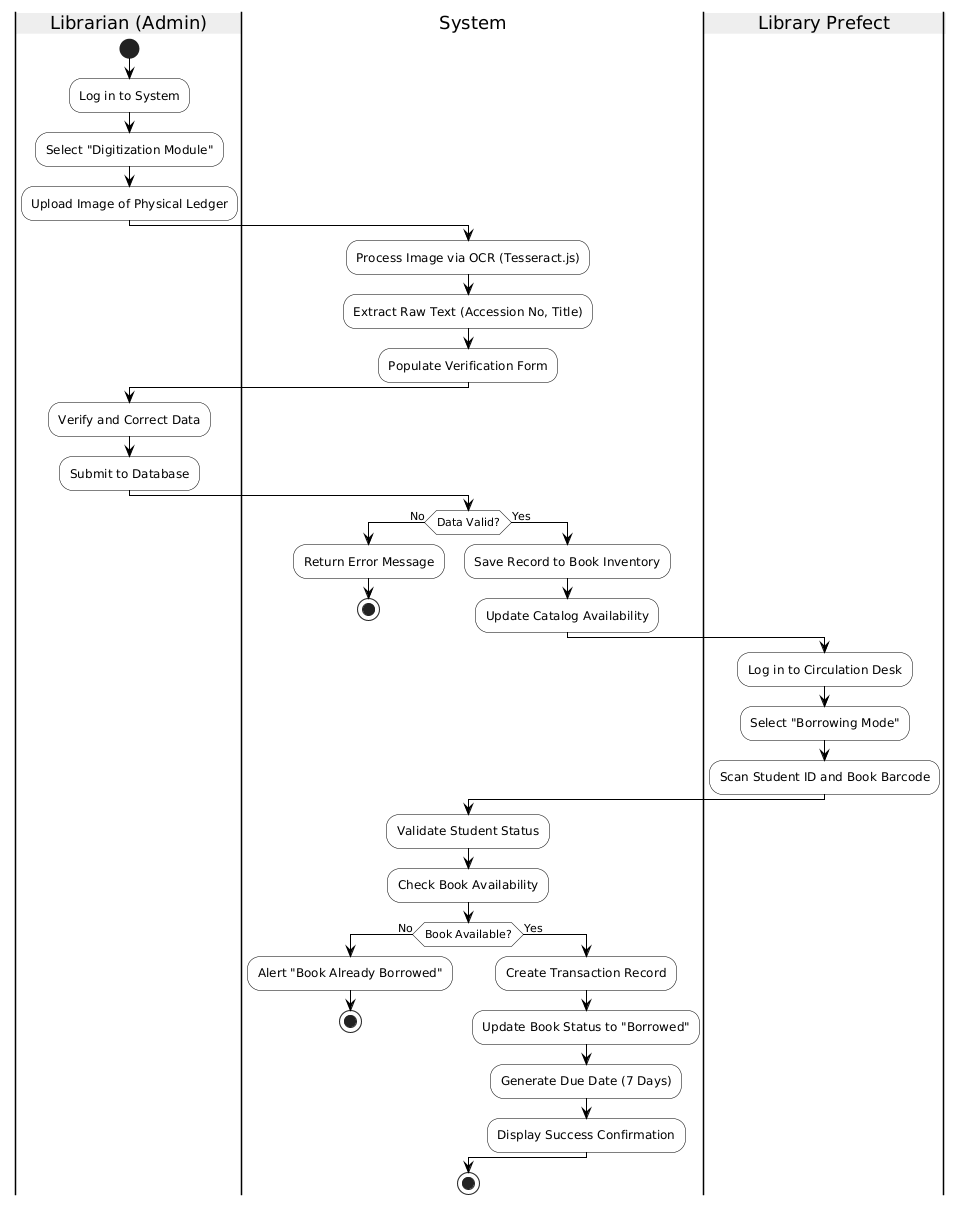 Librarian (Admin)
System
Library Prefect
Log in to System
Select "Digitization Module"
Upload Image of Physical Ledger
Process Image via OCR (Tesseract.js)
Extract Raw Text (Accession No, Title)
Populate Verification Form
Verify and Correct Data
Submit to Database
No
Data Valid?
Yes
Return Error Message
Save Record to Book Inventory
Update Catalog Availability
Log in to Circulation Desk
Select "Borrowing Mode"
Scan Student ID and Book Barcode
Validate Student Status
Check Book Availability
No
Book Available?
Yes
Alert "Book Already Borrowed"
Create Transaction Record
Update Book Status to "Borrowed"
Generate Due Date (7 Days)
Display Success Confirmation